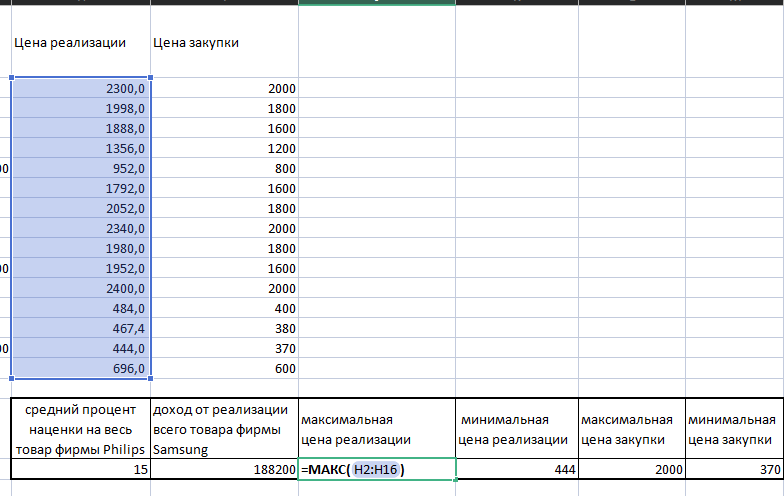 Цена реализации Цена закупки
2300,0 2000
1998,0 1800
1888,0 1600
1356,0 1200
00 952,0 800
1792,0 1600
2052,0 1800
2340,0 2000
1980,0 1800
00 1952,0 1600
2400,0 2000
484,0 400
467,4 380
00 444,0 370
696,0 600
средний процент наценки на весь товар фирмы Philips
доход от реализации всего товара фирмы Samsung
максимальная цена реализации
минимальная цена реализации
максимальная цена закупки
минимальная цена закупки
15 188200 =МАКС(H2:H16) 444 2000 370